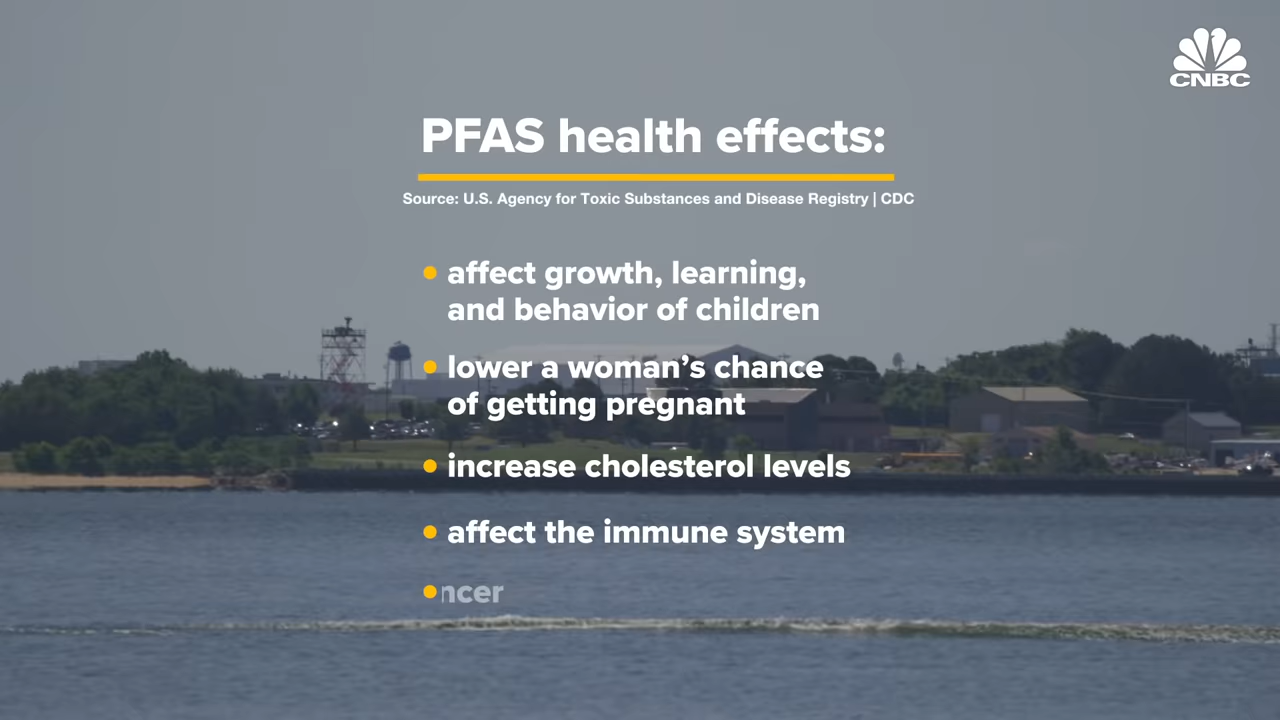 CNBC
PFAS health effects:
Source: U.S. Agency for Toxic Substances and Disease Registry | CDC
• affect growth, learning,
and behavior of children
• lower a woman’s chance
of getting pregnant
• increase cholesterol levels
• affect the immune system
• ncer